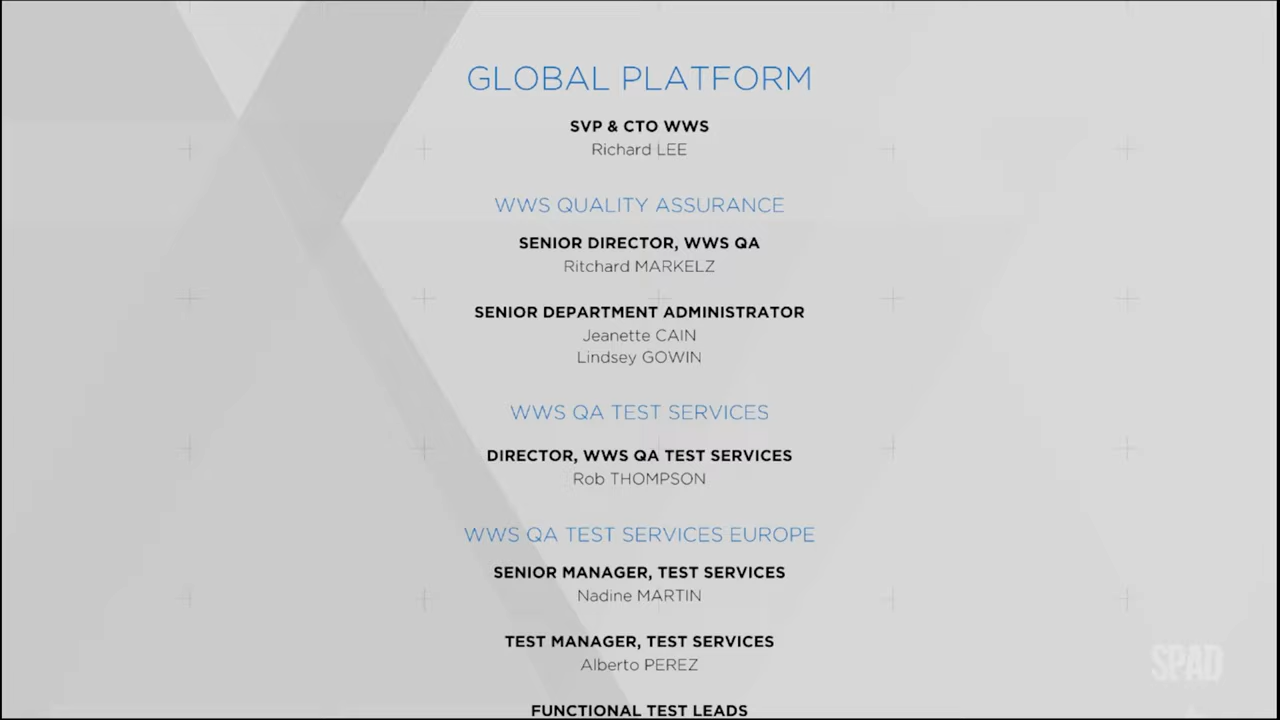 GLOBAL PLATFORM
SVP & CTO WWS
Richard LEE
WWS QUALITY ASSURANCE
SENIOR DIRECTOR, WWS QA
Ritchard MARKELZ
SENIOR DEPARTMENT ADMINISTRATOR
Jeanette CAIN
Lindsey GOWIN
WWS QA TEST SERVICES
DIRECTOR, WWS QA TEST SERVICES
Rob THOMPSON
WWS QA TEST SERVICES EUROPE
SENIOR MANAGER, TEST SERVICES
Nadine MARTIN
TEST MANAGER, TEST SERVICES
Alberto PEREZ
SPAD
FUNCTIONAL TEST LEADS